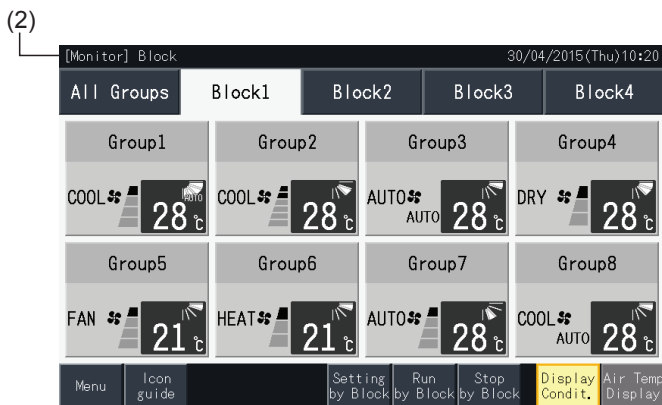 (2)
[Monitor] Block 30/04/2015(Thu)10:20
All Groups Block1 Block2 Block3 Block4
Group1 Group2 Group3 Group4
COOL AUTO 28℃ COOL 28℃ AUTO AUTO 28℃ DRY 28℃
Group5 Group6 Group7 Group8
FAN 21℃ HEAT 21℃ AUTO 28℃ COOL AUTO 28℃
Menu Icon guide Setting by Block Run by Block Stop by Block Display Condit. Air Temp Display